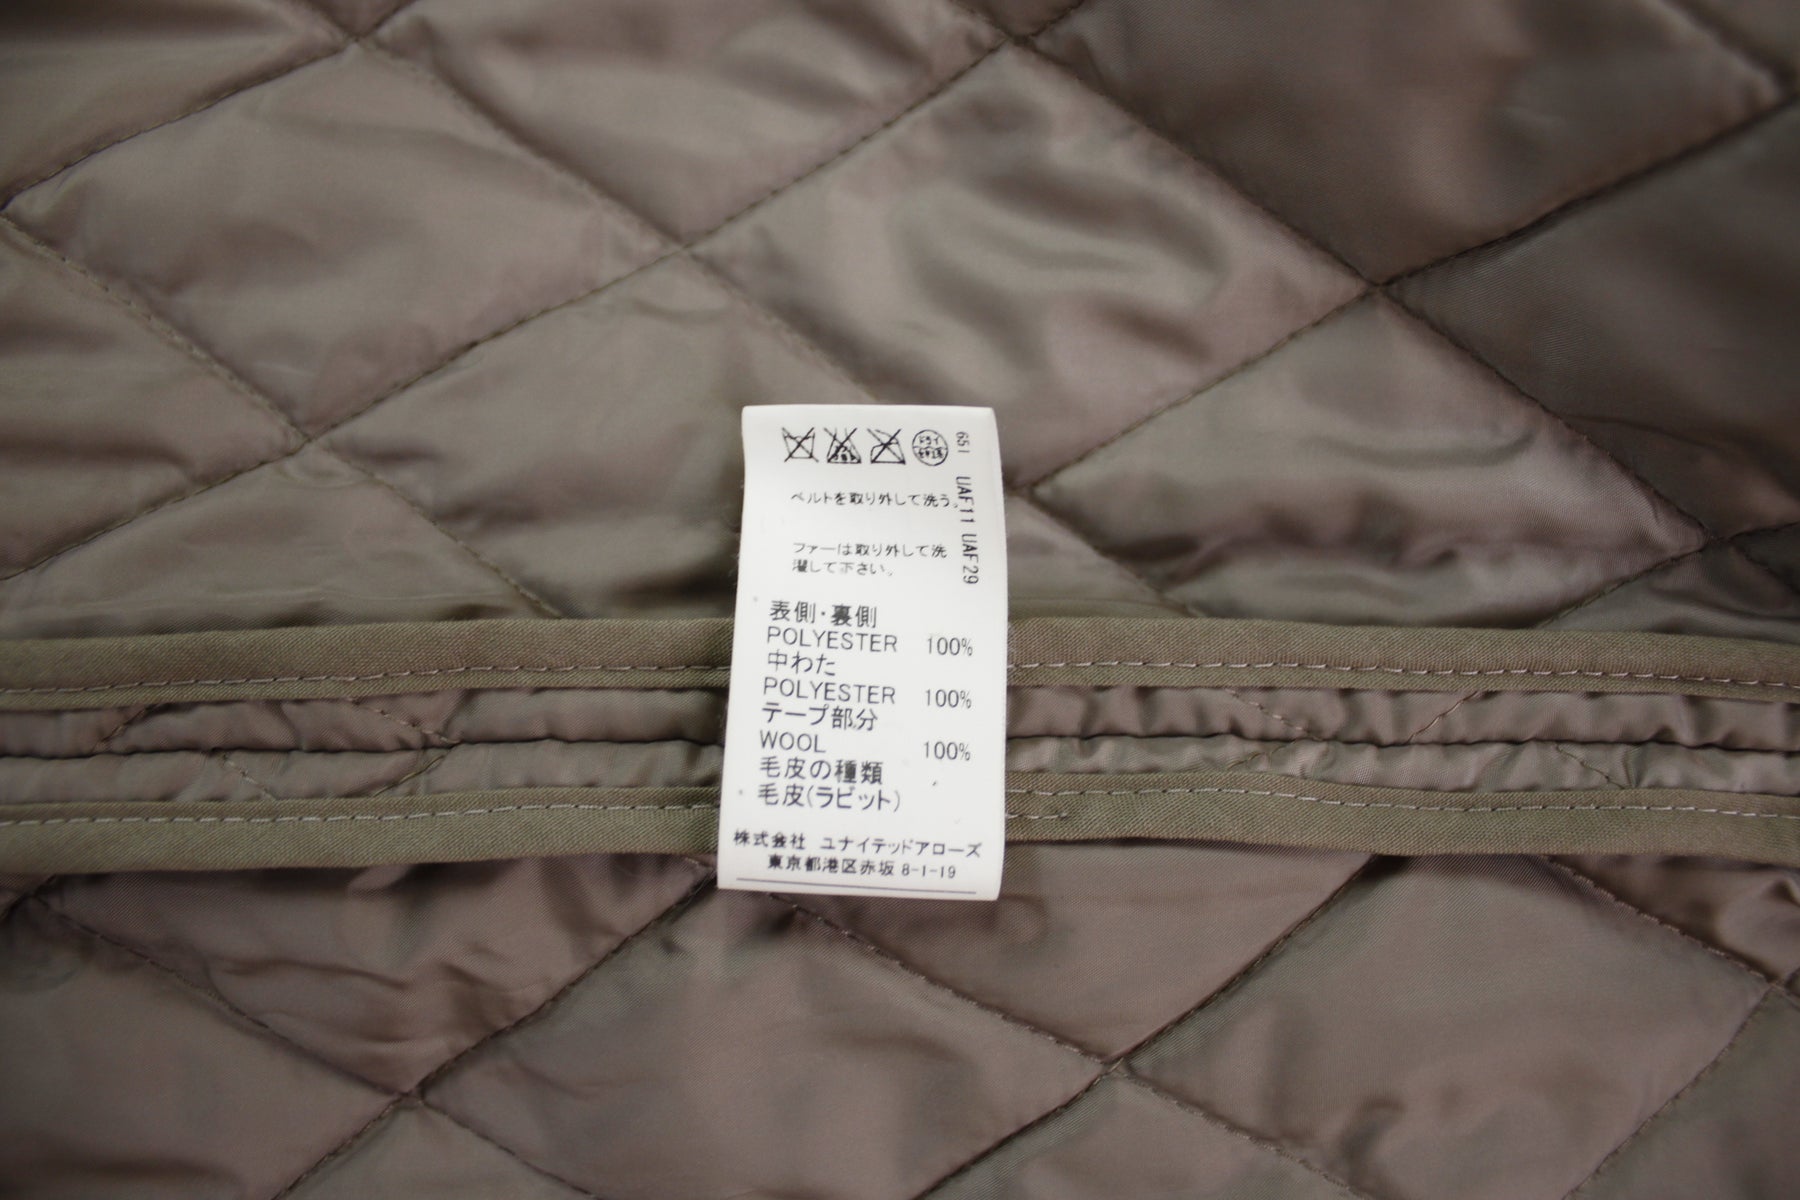 ドライ
651 UAF11 UAF29
ベルトを取り外して洗う。
ファーは取り外して洗
濯して下さい。
表側・裏側
POLYESTER 100%
中わた
POLYESTER 100%
テープ部分
WOOL 100%
毛皮の種類
毛皮(ラビット)
株式会社 ユナイテッドアローズ
東京都港区赤坂 8-1-19